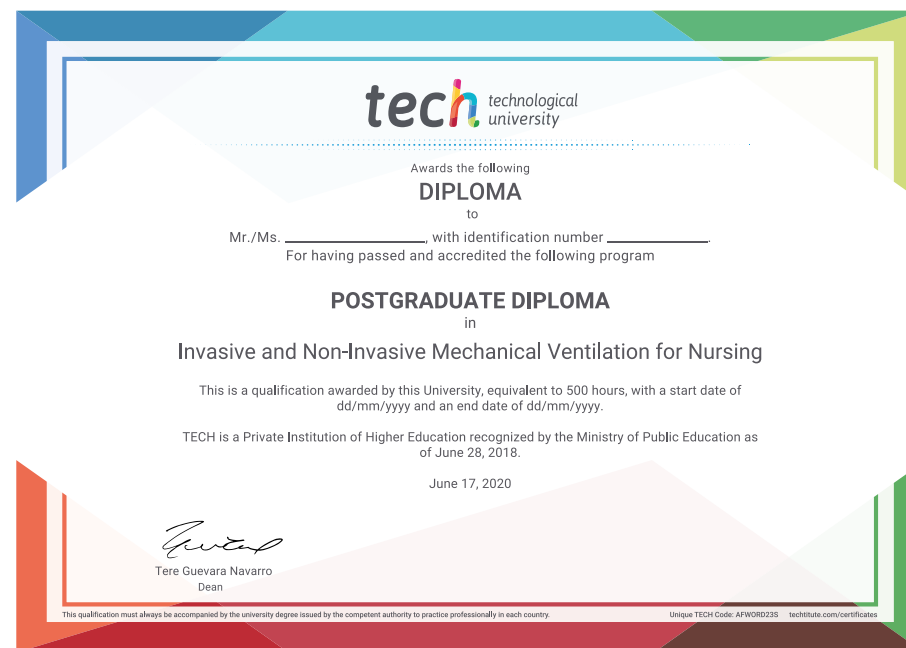 tech technological
university
Awards the following
DIPLOMA
to
Mr./Ms. ____________________, with identification number ______________.
For having passed and accredited the following program
POSTGRADUATE DIPLOMA
in
Invasive and Non-Invasive Mechanical Ventilation for Nursing
This is a qualification awarded by this University, equivalent to 500 hours, with a start date of
dd/mm/yyyy and an end date of dd/mm/yyyy.
TECH is a Private Institution of Higher Education recognized by the Ministry of Public Education as
of June 28, 2018.
June 17, 2020
Tere Guevara Navarro
Dean
This qualification must always be accompanied by the university degree issued by the competent authority to practice professionally in each country. Unique TECH Code: AFWORD23S techtitute.com/certificates